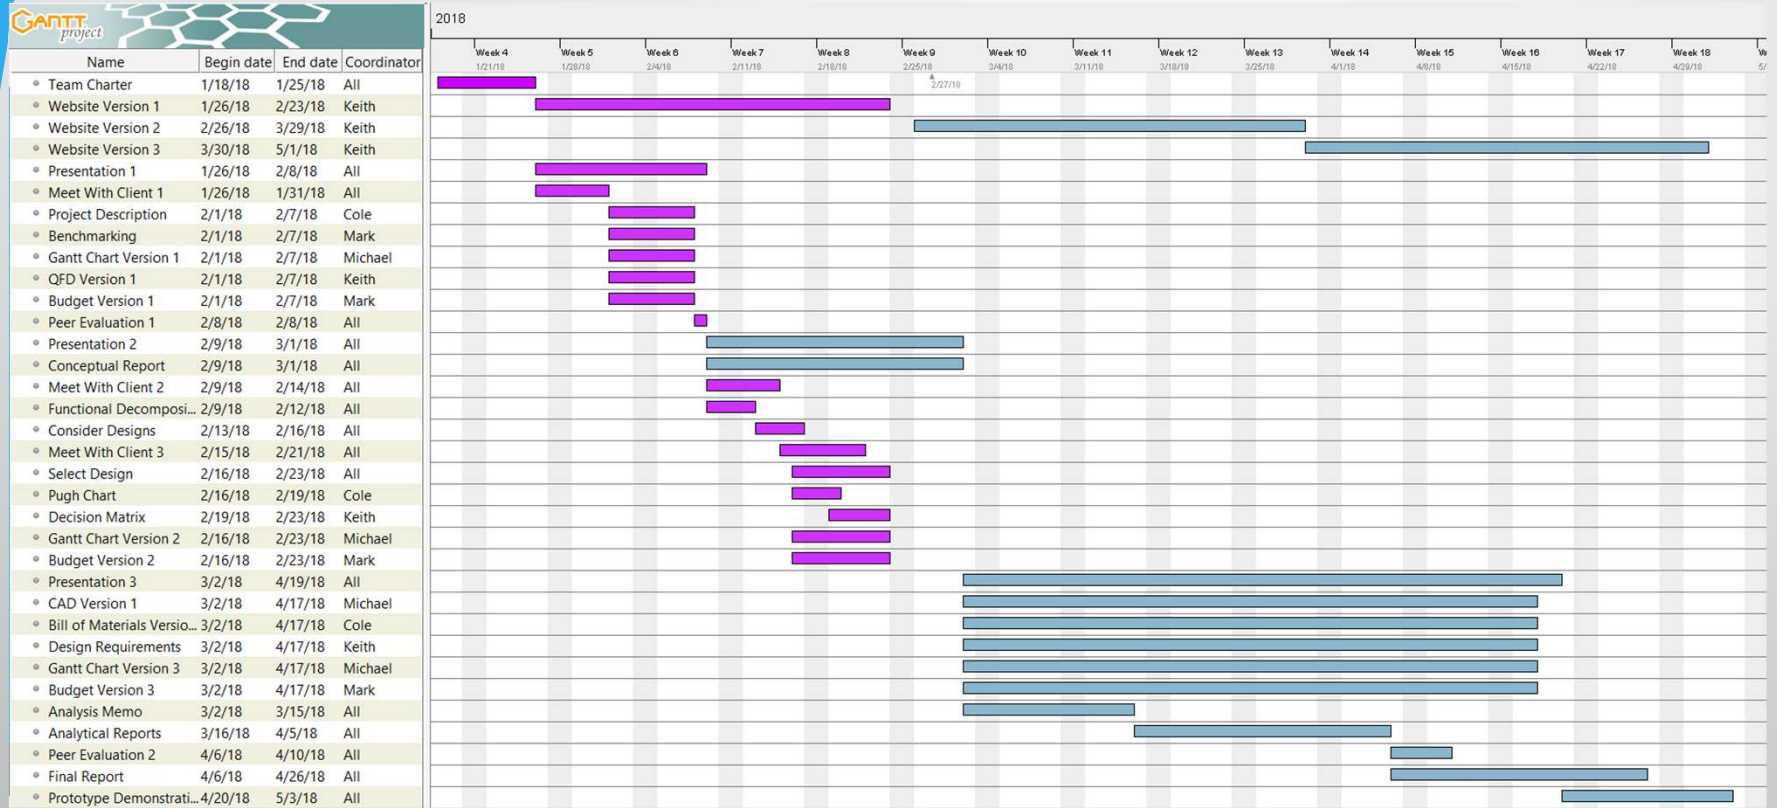 GANTT
project
2018
Week 4 Week 5 Week 6 Week 7 Week 8 Week 9 Week 10 Week 11 Week 12 Week 13 Week 14 Week 15 Week 16 Week 17 Week 18
Name Begin date End date Coordinator 1/21/18 1/28/18 2/4/18 2/11/18 2/18/18 2/25/18 3/4/18 3/11/18 3/18/18 3/25/18 4/1/18 4/8/18 4/15/18 4/22/18 4/29/18 5/
Team Charter 1/18/18 1/25/18 All 2/27/18
Website Version 1 1/26/18 2/23/18 Keith
Website Version 2 2/26/18 3/29/18 Keith
Website Version 3 3/30/18 5/1/18 Keith
Presentation 1 1/26/18 2/8/18 All
Meet With Client 1 1/26/18 1/31/18 All
Project Description 2/1/18 2/7/18 Cole
Benchmarking 2/1/18 2/7/18 Mark
Gantt Chart Version 1 2/1/18 2/7/18 Michael
QFD Version 1 2/1/18 2/7/18 Keith
Budget Version 1 2/1/18 2/7/18 Mark
Peer Evaluation 1 2/8/18 2/8/18 All
Presentation 2 2/9/18 3/1/18 All
Conceptual Report 2/9/18 3/1/18 All
Meet With Client 2 2/9/18 2/14/18 All
Functional Decomposi... 2/9/18 2/12/18 All
Consider Designs 2/13/18 2/16/18 All
Meet With Client 3 2/15/18 2/21/18 All
Select Design 2/16/18 2/23/18 All
Pugh Chart 2/16/18 2/19/18 Cole
Decision Matrix 2/19/18 2/23/18 Keith
Gantt Chart Version 2 2/16/18 2/23/18 Michael
Budget Version 2 2/16/18 2/23/18 Mark
Presentation 3 3/2/18 4/19/18 All
CAD Version 1 3/2/18 4/17/18 Michael
Bill of Materials Versio... 3/2/18 4/17/18 Cole
Design Requirements 3/2/18 4/17/18 Keith
Gantt Chart Version 3 3/2/18 4/17/18 Michael
Budget Version 3 3/2/18 4/17/18 Mark
Analysis Memo 3/2/18 3/15/18 All
Analytical Reports 3/16/18 4/5/18 All
Peer Evaluation 2 4/6/18 4/10/18 All
Final Report 4/6/18 4/26/18 All
Prototype Demonstrati... 4/20/18 5/3/18 All